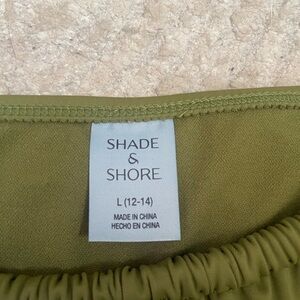 SHADE
&
SHORE
L (12-14)
MADE IN CHINA
HECHO EN CHINA